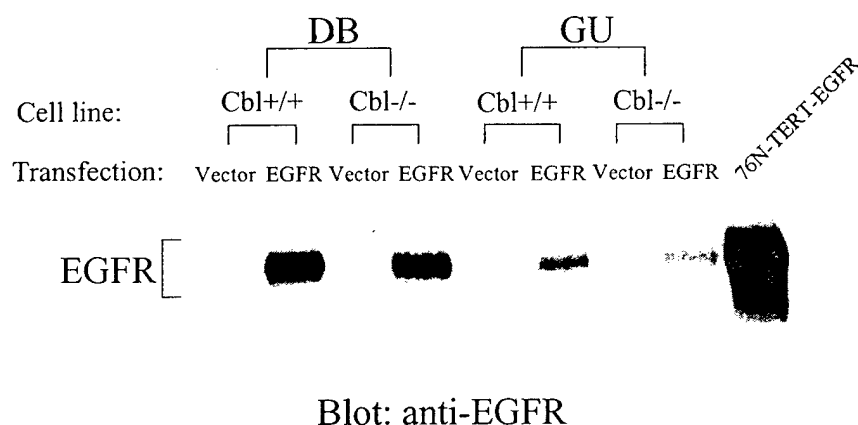 DB GU
Cell line: Cbl+/+ Cbl-/- Cbl+/+ Cbl-/- 76N-TERT-EGFR
Transfection: Vector EGFR Vector EGFR Vector EGFR Vector EGFR
EGFR
Blot: anti-EGFR